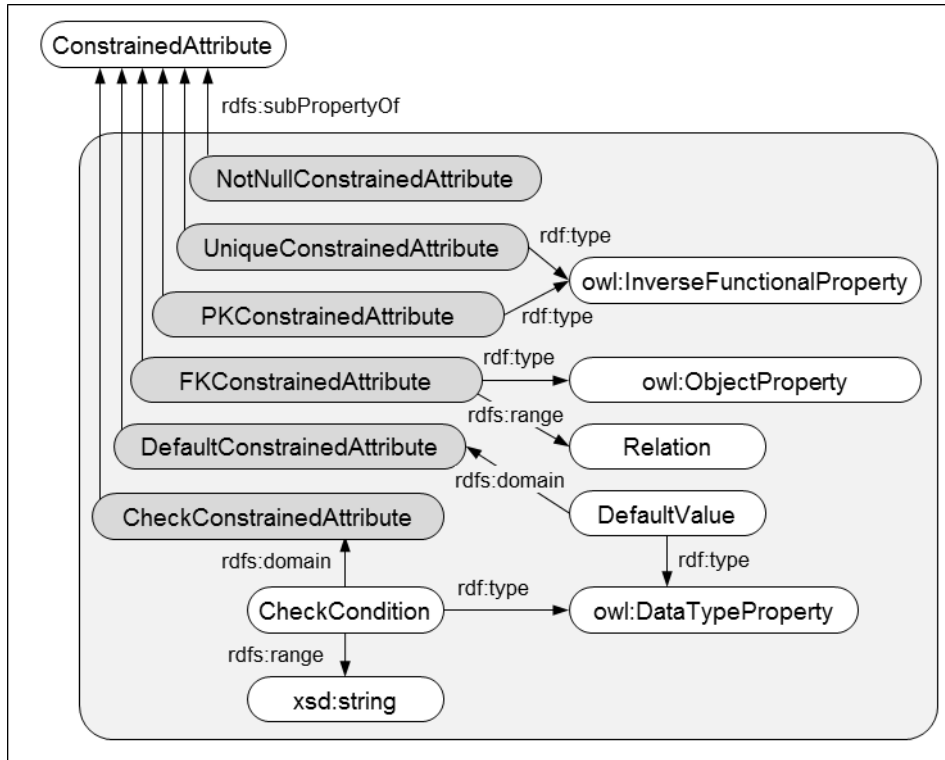 ConstrainedAttribute
rdfs:subPropertyOf
NotNullConstrainedAttribute
UniqueConstrainedAttribute
rdf:type
owl:InverseFunctionalProperty
PKConstrainedAttribute
rdf:type
FKConstrainedAttribute
rdf:type
owl:ObjectProperty
rdfs:range
DefaultConstrainedAttribute
Relation
rdfs:domain
CheckConstrainedAttribute
DefaultValue
rdfs:domain
rdf:type
CheckCondition
rdf:type
owl:DataTypeProperty
rdfs:range
xsd:string